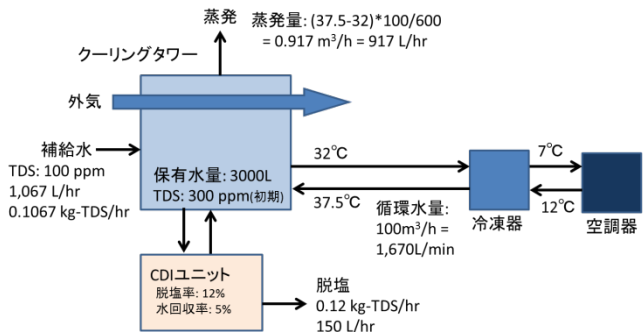 蒸発
蒸発量: (37.5-32)*100/600
= 0.917 m³/h = 917 L/hr
クーリングタワー
外気
補給水
TDS: 100 ppm
1,067 L/hr
0.1067 kg-TDS/hr
保有水量: 3000L
TDS: 300 ppm(初期)
32℃
37.5℃
循環水量:
100m³/h =
1,670L/min
7℃
12℃
冷凍器
空調器
CDIユニット
脱塩率: 12%
水回収率: 5%
脱塩
0.12 kg-TDS/hr
150 L/hr